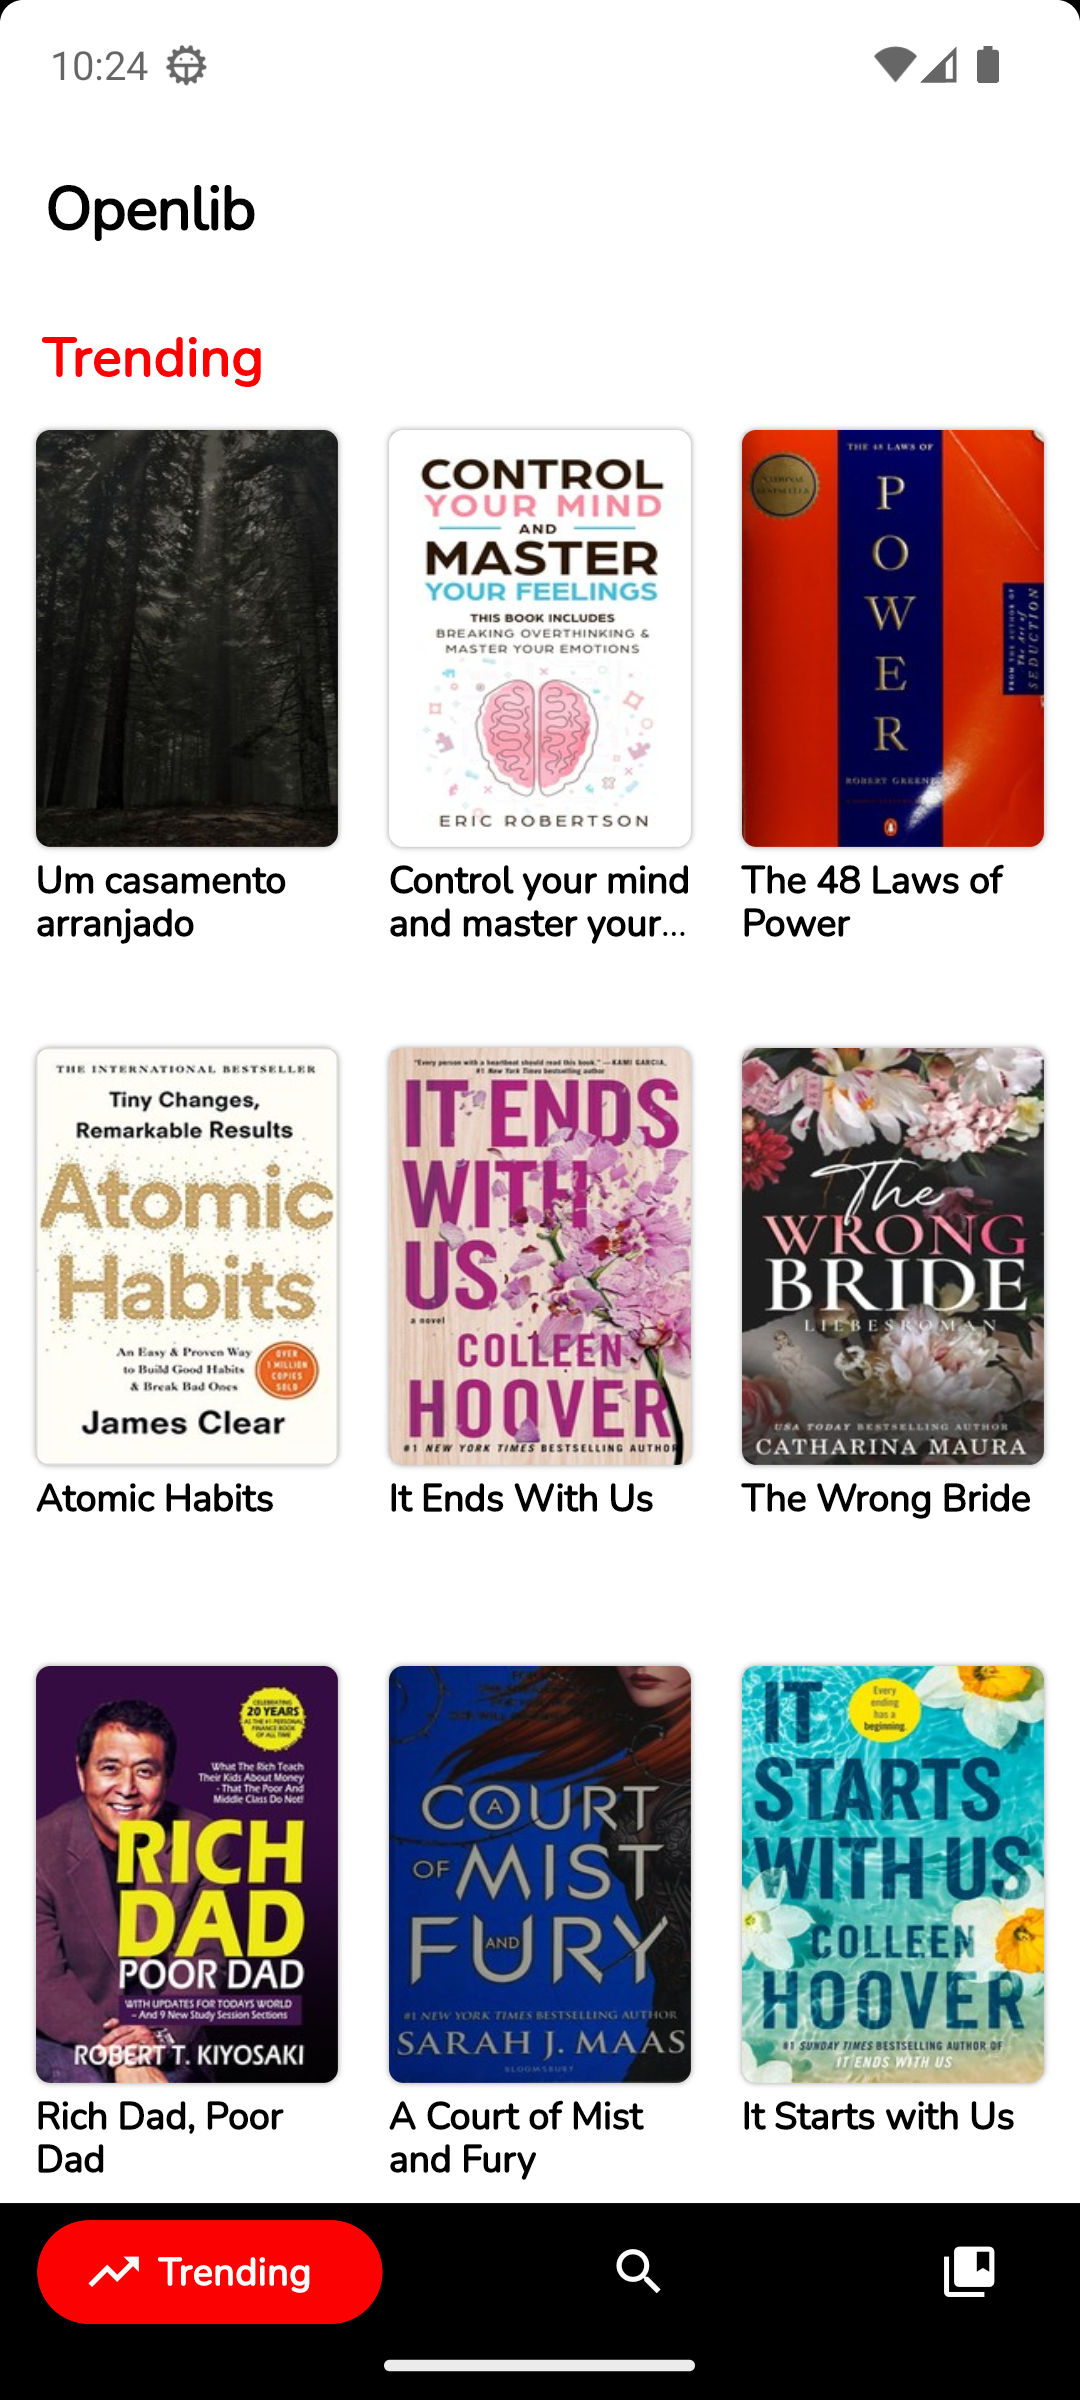 10:24
Openlib
Trending
CONTROL
YOUR MIND
AND
MASTER
YOUR FEELINGS
THIS BOOK INCLUDES
BREAKING OVERTHINKING &
MASTER YOUR EMOTIONS
ERIC ROBERTSON
THE 48 LAWS OF
POWER
NATIONAL
BESTSELLER
FROM THE AUTHOR OF
The Art of
SEDUCTION
ROBERT GREENE
Um casamento
arranjado
Control your mind
and master your...
The 48 Laws of
Power
THE INTERNATIONAL BESTSELLER
Tiny Changes,
Remarkable Results
Atomic
Habits
An Easy & Proven Way
to Build Good Habits
& Break Bad Ones
OVER
1 MILLION
COPIES
SOLD
James Clear
"Every person with a heartbeat should read this book." —KAMI GARCIA,
#1 New York Times bestselling author
IT ENDS
WITH
US
a novel
COLLEEN
HOOVER
#1 NEW YORK TIMES BESTSELLING AUTHOR
The
WRONG
BRIDE
LIEBESROMAN
USA TODAY BESTSELLING AUTHOR
CATHARINA MAURA
Atomic Habits
It Ends With Us
The Wrong Bride
CELEBRATING
20 YEARS
AS THE #1 PERSONAL
FINANCE BOOK
OF ALL TIME
What The Rich Teach
Their Kids About Money
- That The Poor And
Middle Class Do Not!
RICH
DAD
POOR DAD
WITH UPDATES FOR TODAYS WORLD
– And 9 New Study Session Sections
ROBERT T. KIYOSAKI
A
COURT
OF MIST
AND
FURY
#1 NEW YORK TIMES BESTSELLING AUTHOR
SARAH J. MAAS
BLOOMSBURY
Every
ending
has a
beginning.
IT
STARTS
WITH US
COLLEEN
HOOVER
#1 SUNDAY TIMES BESTSELLING AUTHOR OF
IT ENDS WITH US
Rich Dad, Poor
Dad
A Court of Mist
and Fury
It Starts with Us
Trending